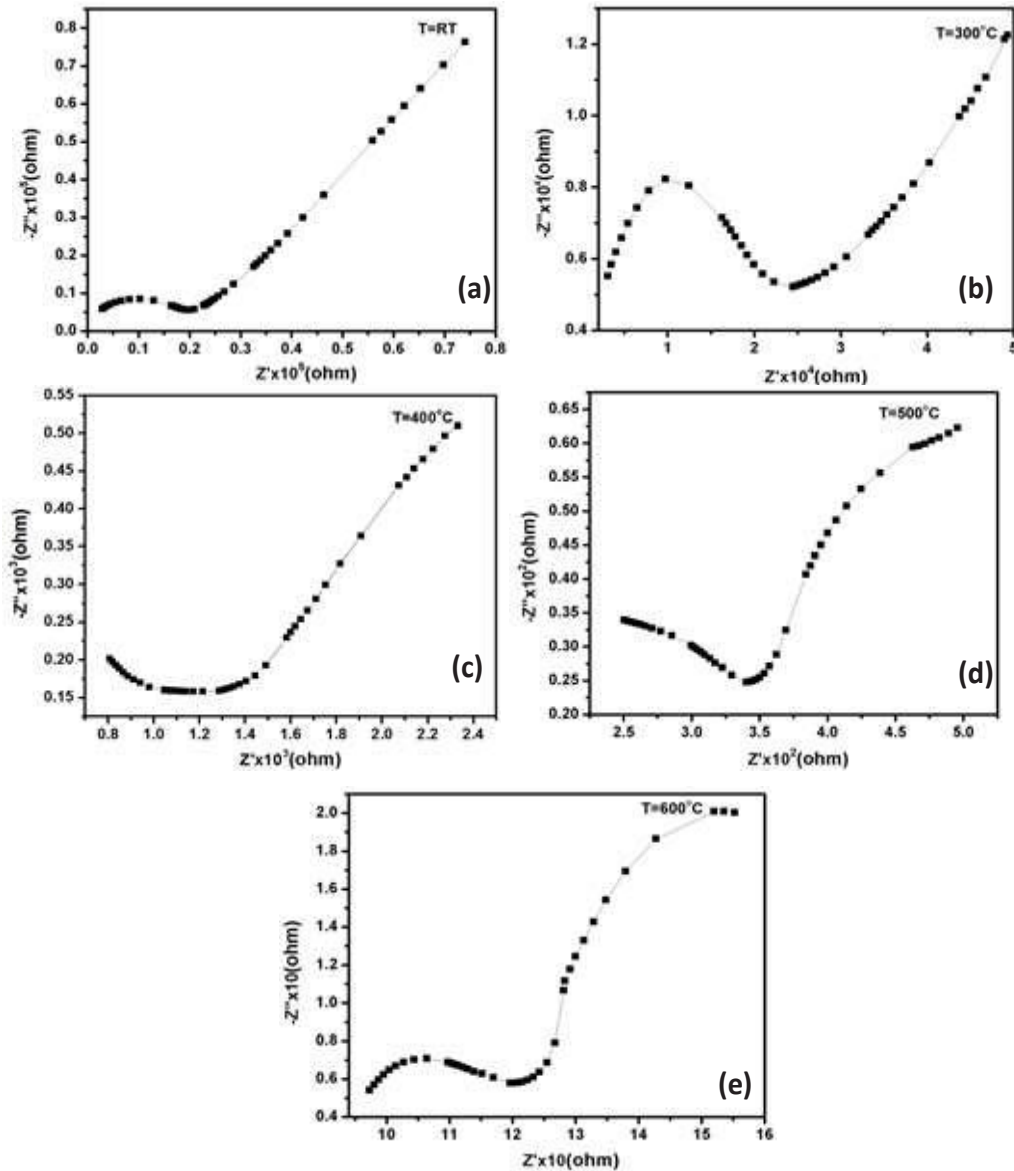 T=RT
-Z''x10⁵(ohm)
0.8
0.7
0.6
0.5
0.4
0.3
0.2
0.1
0.0
(a)
0.0 0.1 0.2 0.3 0.4 0.5 0.6 0.7 0.8
Z'x10⁵(ohm)
T=300°C
-Z''x10⁴(ohm)
1.2
1.0
0.8
0.6
0.4
(b)
1 2 3 4 5
Z'x10⁴(ohm)
T=400°C
-Z''x10³(ohm)
0.55
0.50
0.45
0.40
0.35
0.30
0.25
0.20
0.15
(c)
0.8 1.0 1.2 1.4 1.6 1.8 2.0 2.2 2.4
Z'x10³(ohm)
T=500°C
-Z''x10²(ohm)
0.65
0.60
0.55
0.50
0.45
0.40
0.35
0.30
0.25
0.20
(d)
2.5 3.0 3.5 4.0 4.5 5.0
Z'x10²(ohm)
T=600°C
-Z''x10(ohm)
2.0
1.8
1.6
1.4
1.2
1.0
0.8
0.6
0.4
(e)
10 11 12 13 14 15 16
Z'x10(ohm)